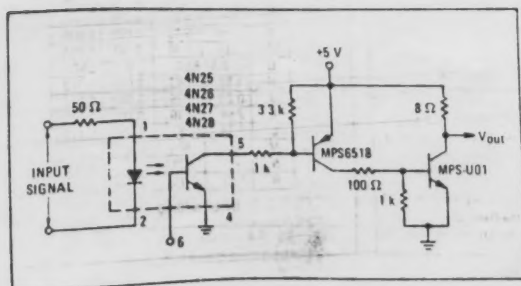 4N25
4N26
4N27
4N28
+5 V
50 Ω
1
3 3 k
8 Ω
5
Vout
MPS6518
INPUT
SIGNAL
1 k
100 Ω
MPS-U01
1 k
2
4
6